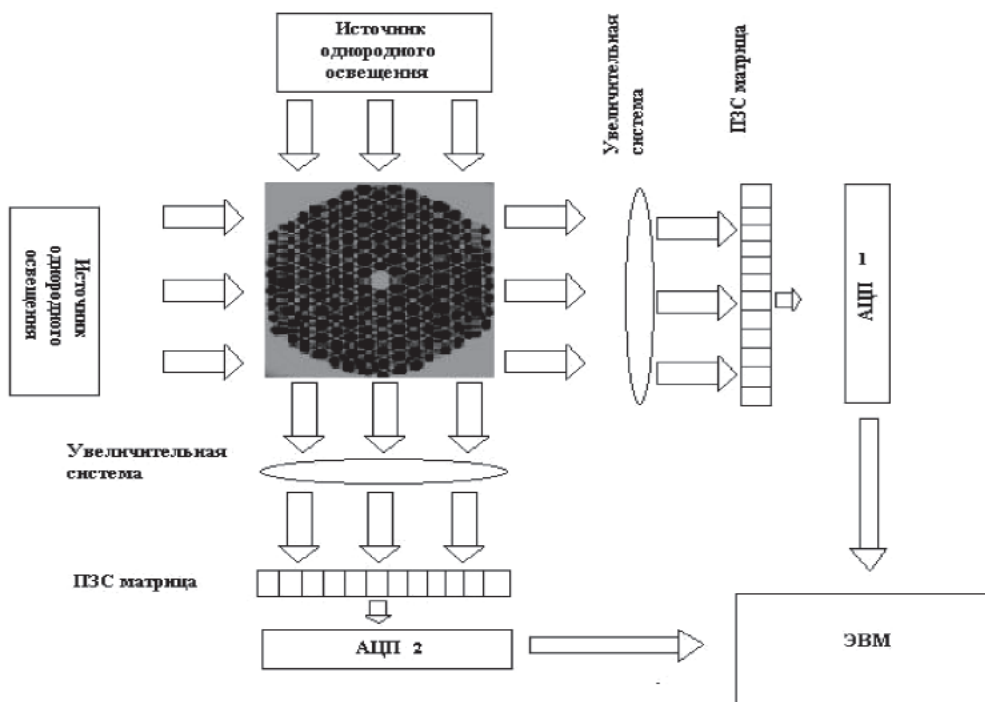 Источник
однородного
освещения
Увеличительная
система
ПЗС матрица
Источник
однородного
освещения
1
АЦП
Увеличительная
система
ПЗС матрица
АЦП 2
ЭВМ